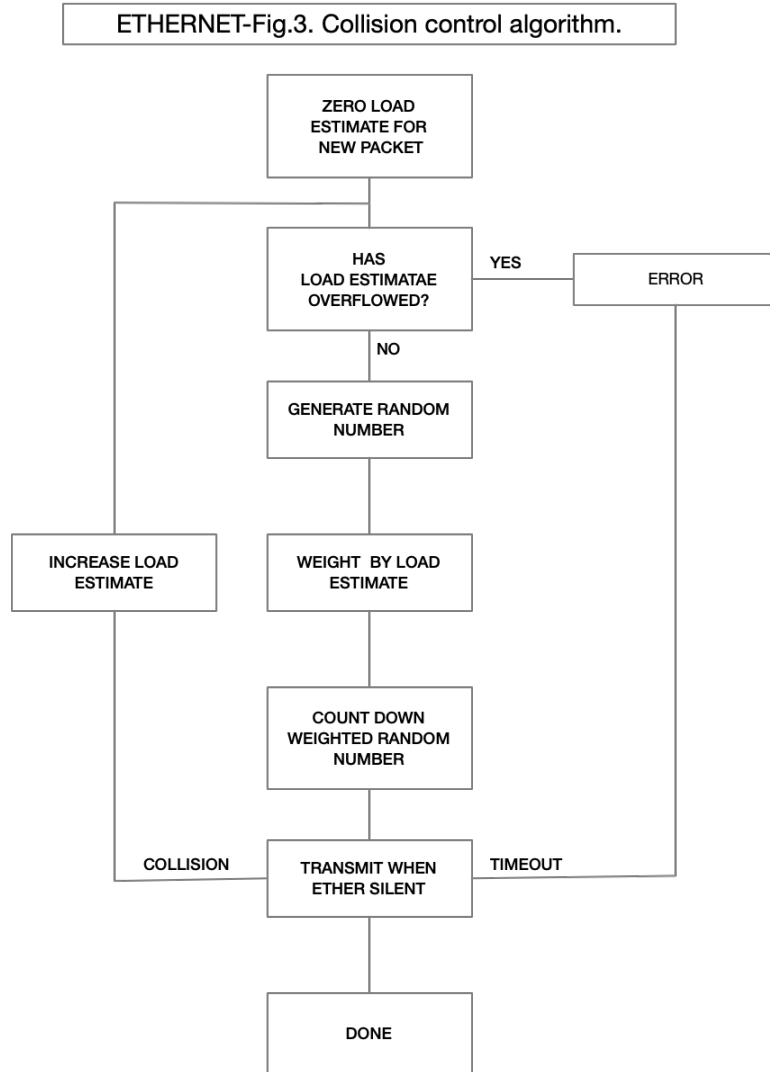 ETHERNET-Fig.3. Collision control algorithm.
ZERO LOAD
ESTIMATE FOR
NEW PACKET
HAS
LOAD ESTIMATAE
OVERFLOWED?
YES
ERROR
NO
GENERATE RANDOM
NUMBER
INCREASE LOAD
ESTIMATE
WEIGHT BY LOAD
ESTIMATE
COUNT DOWN
WEIGHTED RANDOM
NUMBER
COLLISION
TRANSMIT WHEN
ETHER SILENT
TIMEOUT
DONE